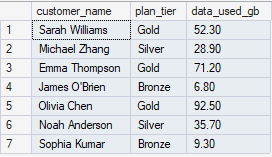 customer_name plan_tier data_used_gb
1 Sarah Williams Gold 52.30
2 Michael Zhang Silver 28.90
3 Emma Thompson Gold 71.20
4 James O'Brien Bronze 6.80
5 Olivia Chen Gold 92.50
6 Noah Anderson Silver 35.70
7 Sophia Kumar Bronze 9.30